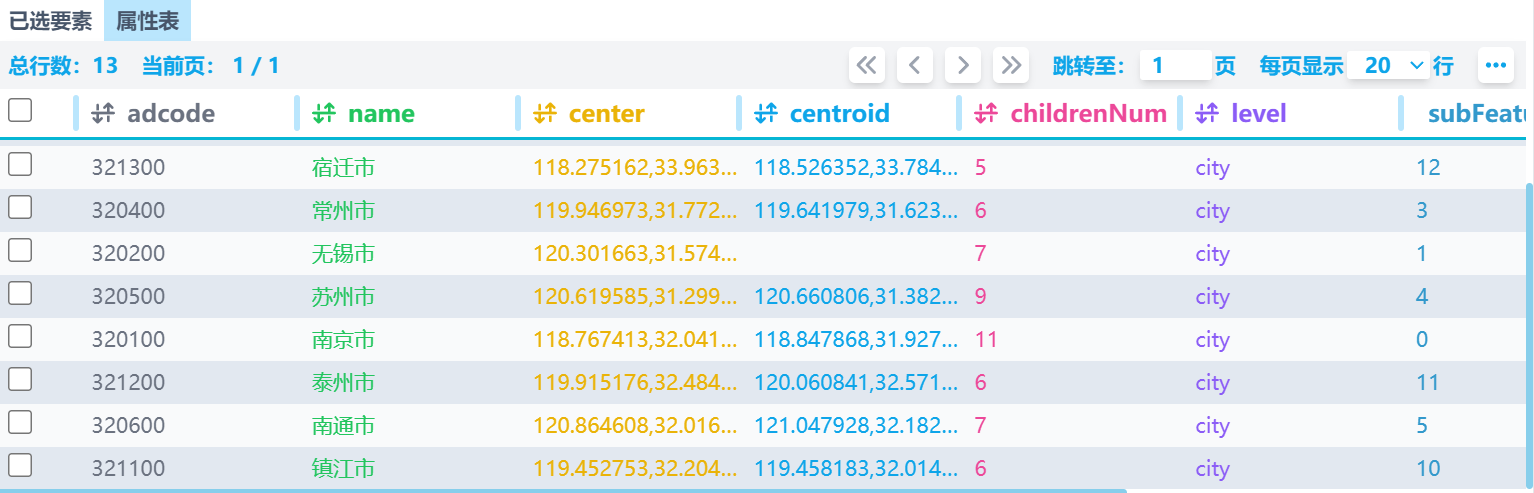 已选要素 属性表
总行数: 13 当前页: 1 / 1 跳转至: 1 页 每页显示 20 行
adcode name center centroid childrenNum level subFeatu
321300 宿迁市 118.275162,33.963... 118.526352,33.784... 5 city 12
320400 常州市 119.946973,31.772... 119.641979,31.623... 6 city 3
320200 无锡市 120.301663,31.574... 7 city 1
320500 苏州市 120.619585,31.299... 120.660806,31.382... 9 city 4
320100 南京市 118.767413,32.041... 118.847868,31.927... 11 city 0
321200 泰州市 119.915176,32.484... 120.060841,32.571... 6 city 11
320600 南通市 120.864608,32.016... 121.047928,32.182... 7 city 5
321100 镇江市 119.452753,32.204... 119.458183,32.014... 6 city 10